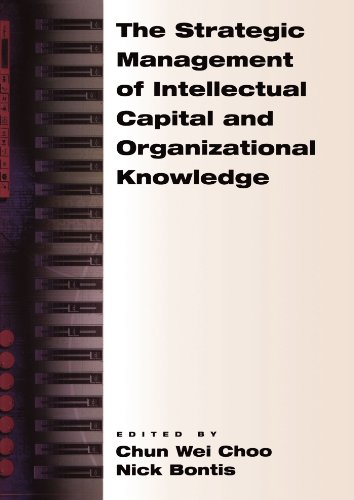 The Strategic
Management
of Intellectual
Capital and
Organizational
Knowledge
EDITED BY
Chun Wei Choo
Nick Bontis